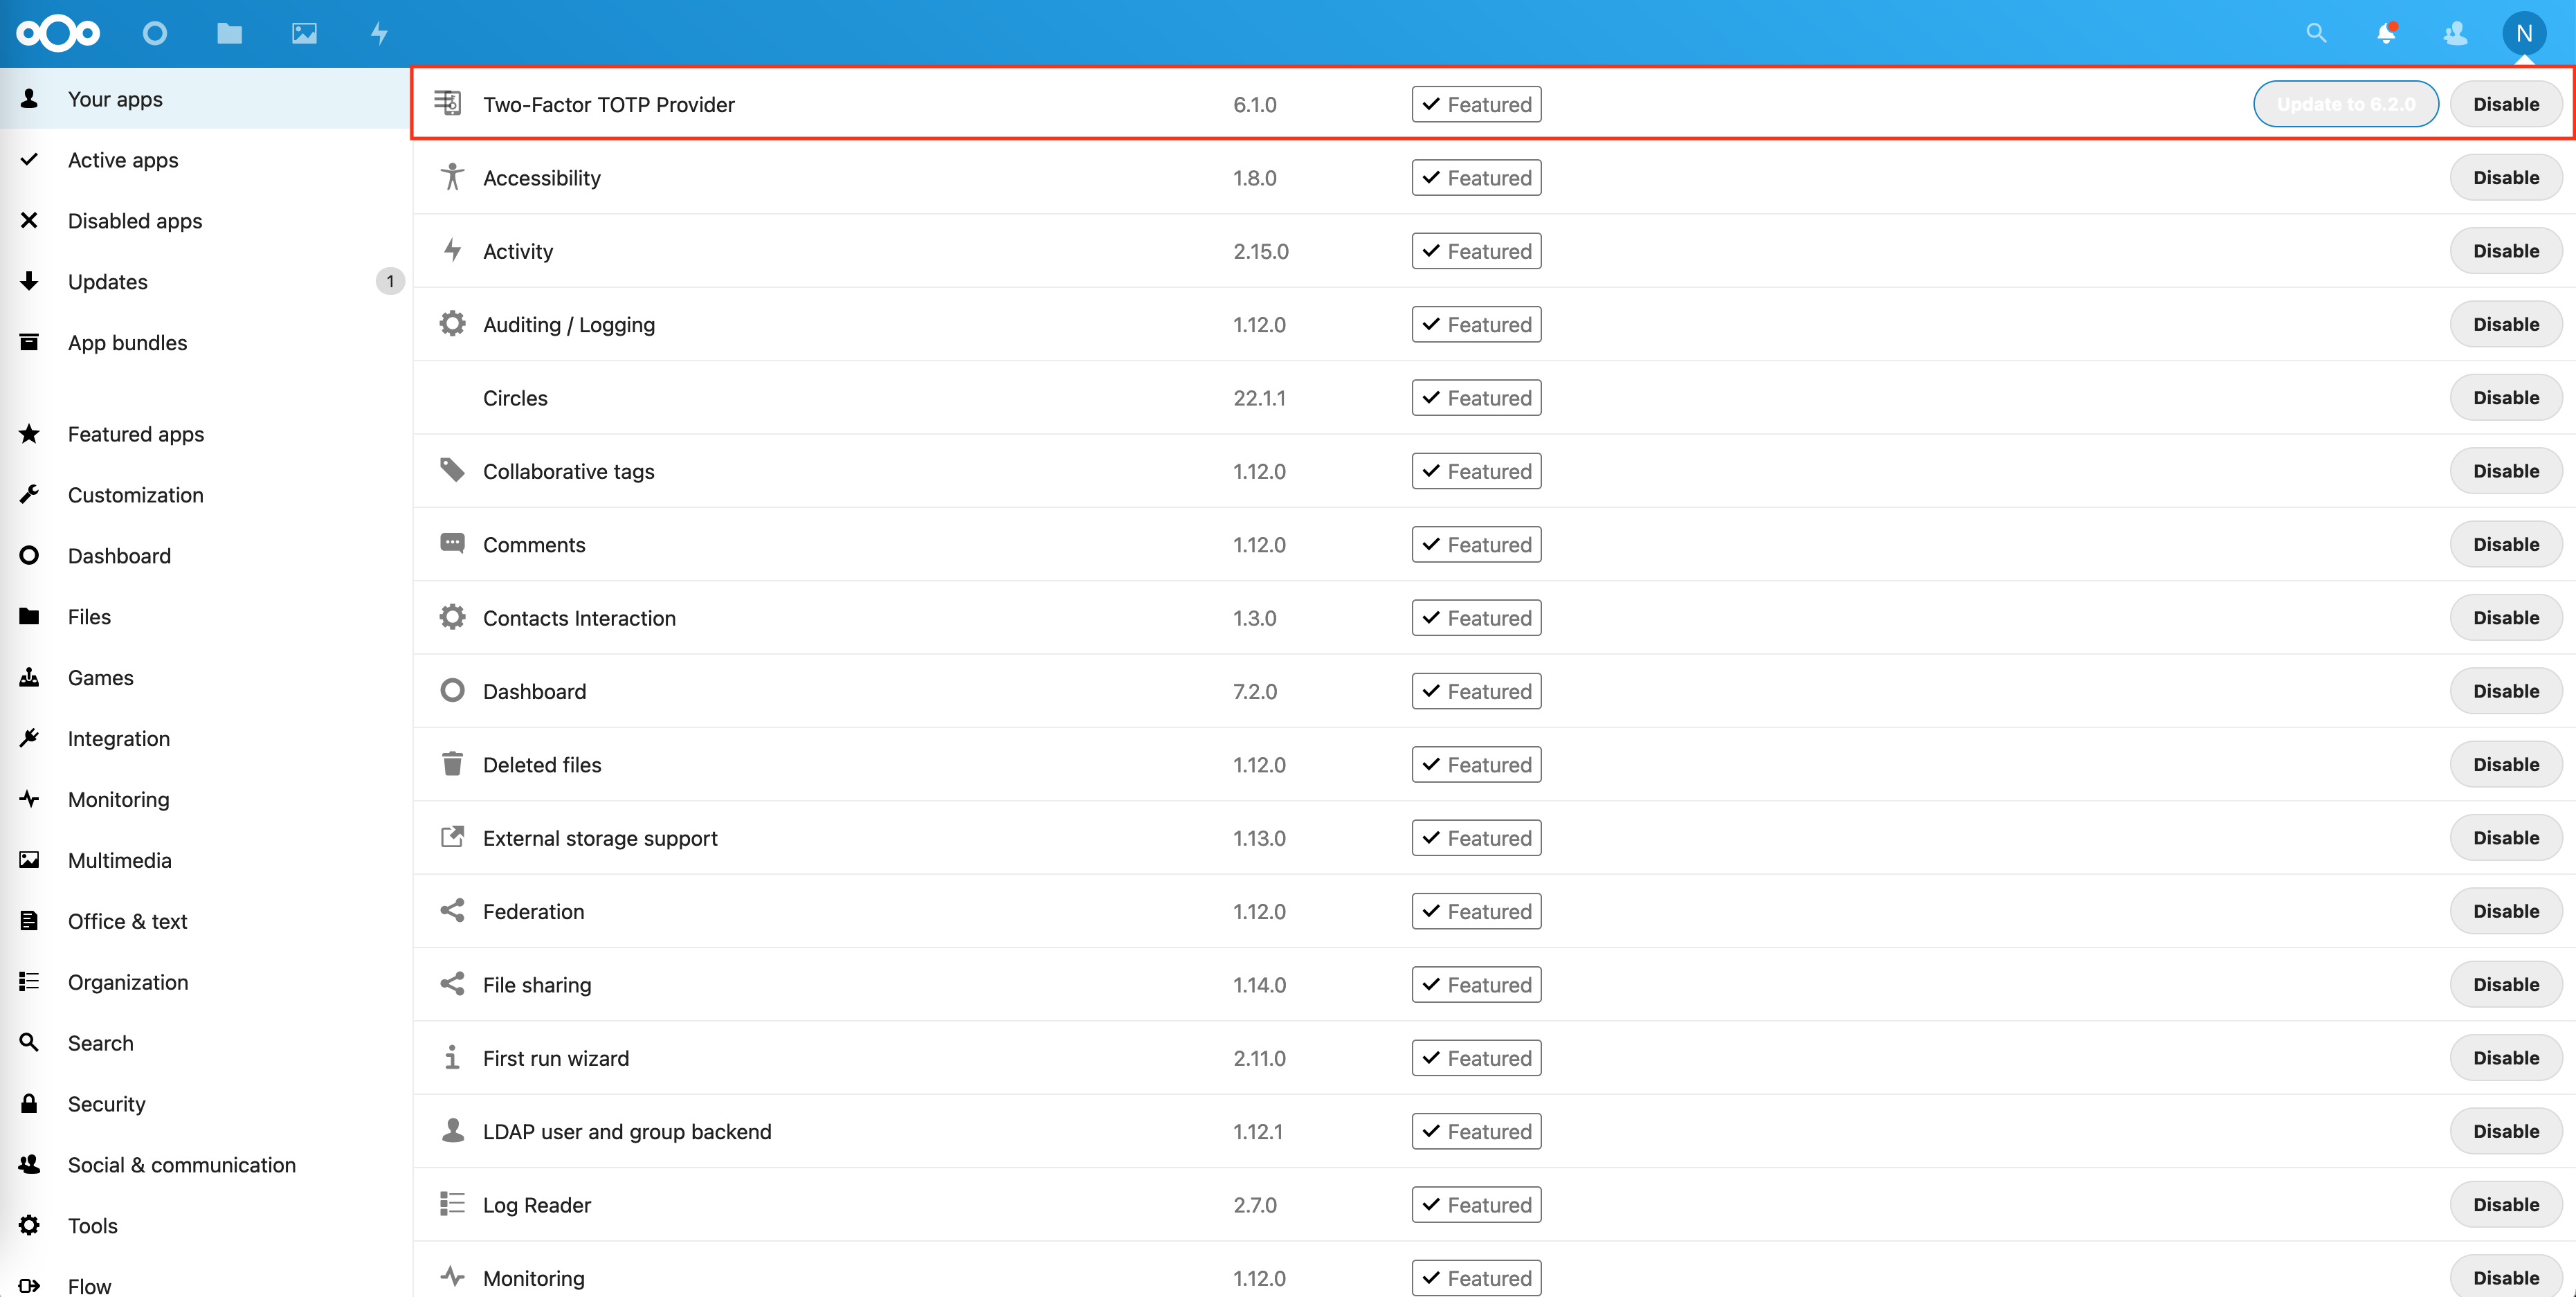 N
Your apps
Active apps
Disabled apps
Updates 1
App bundles
Featured apps
Customization
Dashboard
Files
Games
Integration
Monitoring
Multimedia
Office & text
Organization
Search
Security
Social & communication
Tools
Flow
Two-Factor TOTP Provider 6.1.0 Featured Update to 6.2.0 Disable
Accessibility 1.8.0 Featured Disable
Activity 2.15.0 Featured Disable
Auditing / Logging 1.12.0 Featured Disable
Circles 22.1.1 Featured Disable
Collaborative tags 1.12.0 Featured Disable
Comments 1.12.0 Featured Disable
Contacts Interaction 1.3.0 Featured Disable
Dashboard 7.2.0 Featured Disable
Deleted files 1.12.0 Featured Disable
External storage support 1.13.0 Featured Disable
Federation 1.12.0 Featured Disable
File sharing 1.14.0 Featured Disable
First run wizard 2.11.0 Featured Disable
LDAP user and group backend 1.12.1 Featured Disable
Log Reader 2.7.0 Featured Disable
Monitoring 1.12.0 Featured Disable